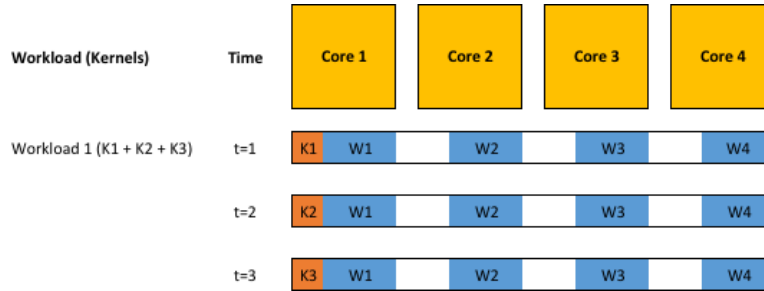 Workload (Kernels) Time Core 1 Core 2 Core 3 Core 4
Workload 1 (K1 + K2 + K3) t=1 K1 W1 W2 W3 W4
t=2 K2 W1 W2 W3 W4
t=3 K3 W1 W2 W3 W4